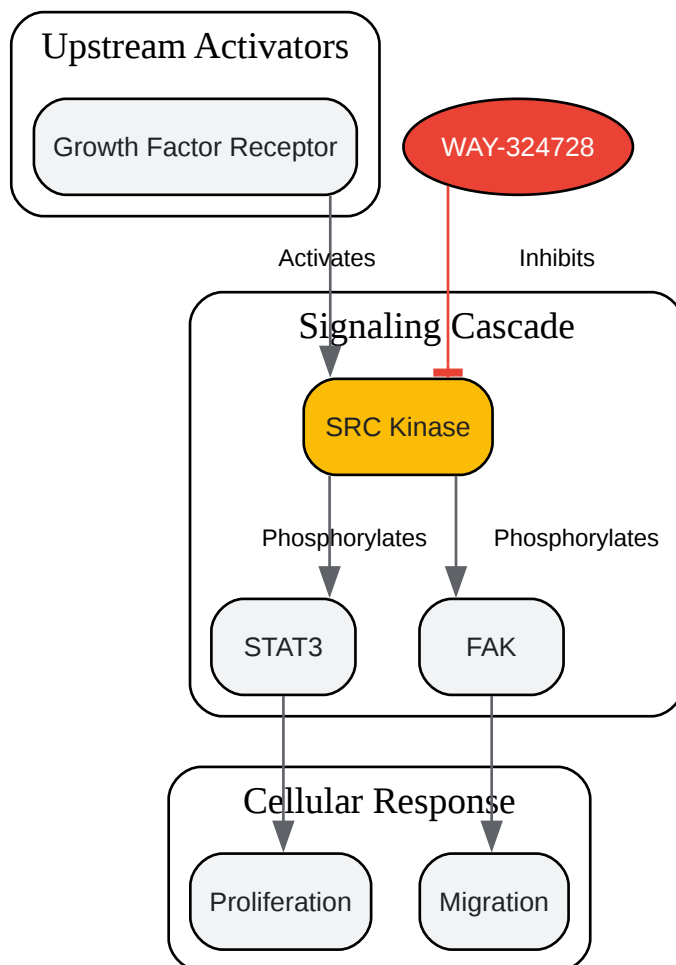 Upstream Activators
Growth Factor Receptor
WAY-324728
Activates
Inhibits
Signaling Cascade
SRC Kinase
Phosphorylates
Phosphorylates
STAT3
FAK
Cellular Response
Proliferation
Migration